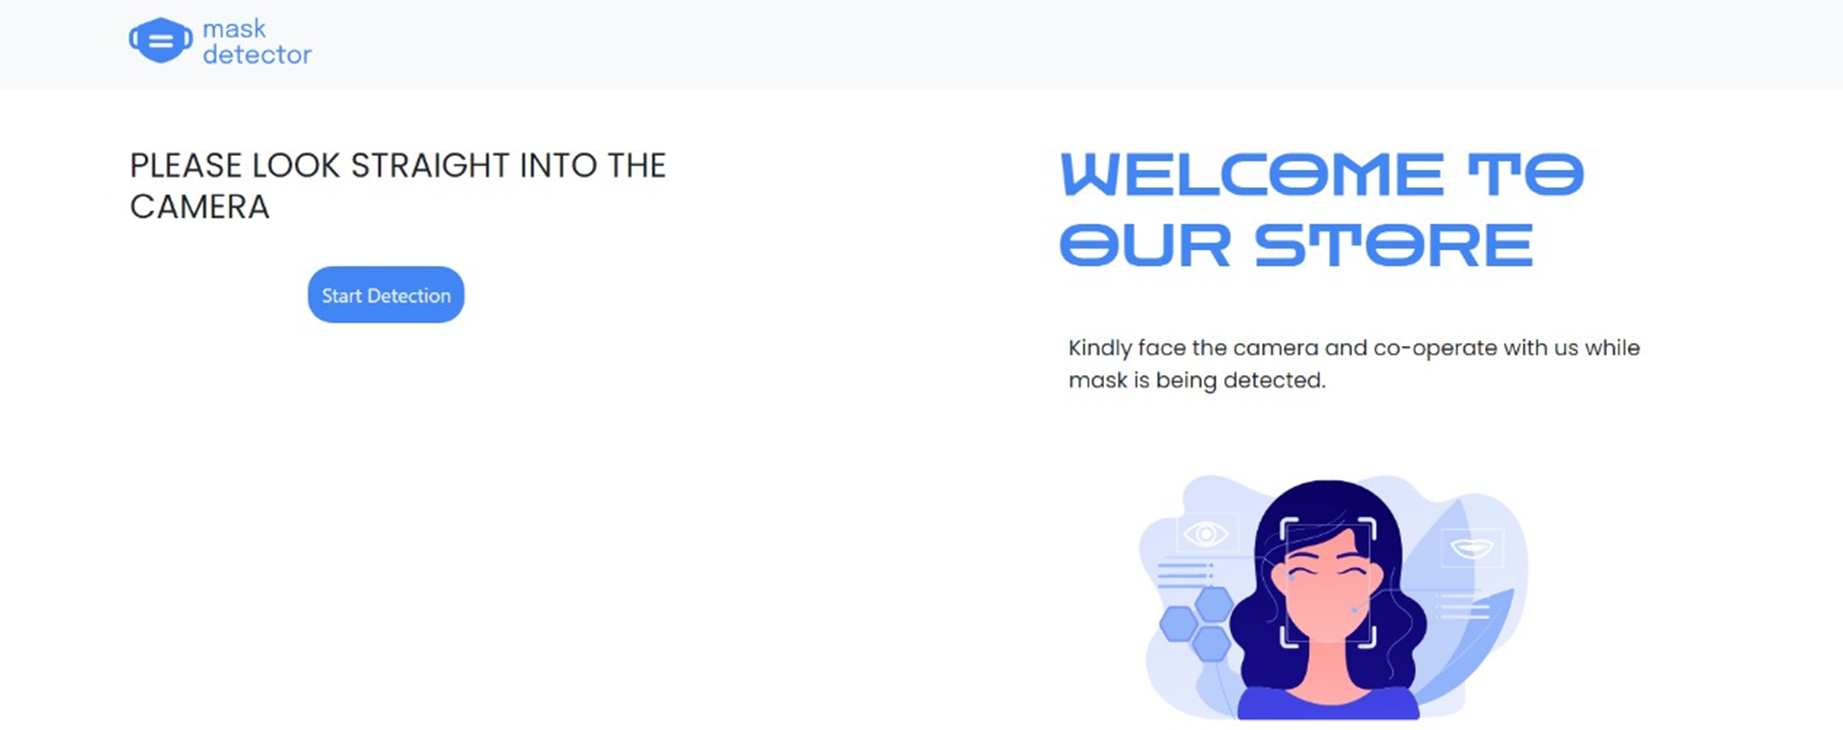 mask
detector
PLEASE LOOK STRAIGHT INTO THE
CAMERA
Start Detection
WELCOME TO
OUR STORE
Kindly face the camera and co-operate with us while
mask is being detected.